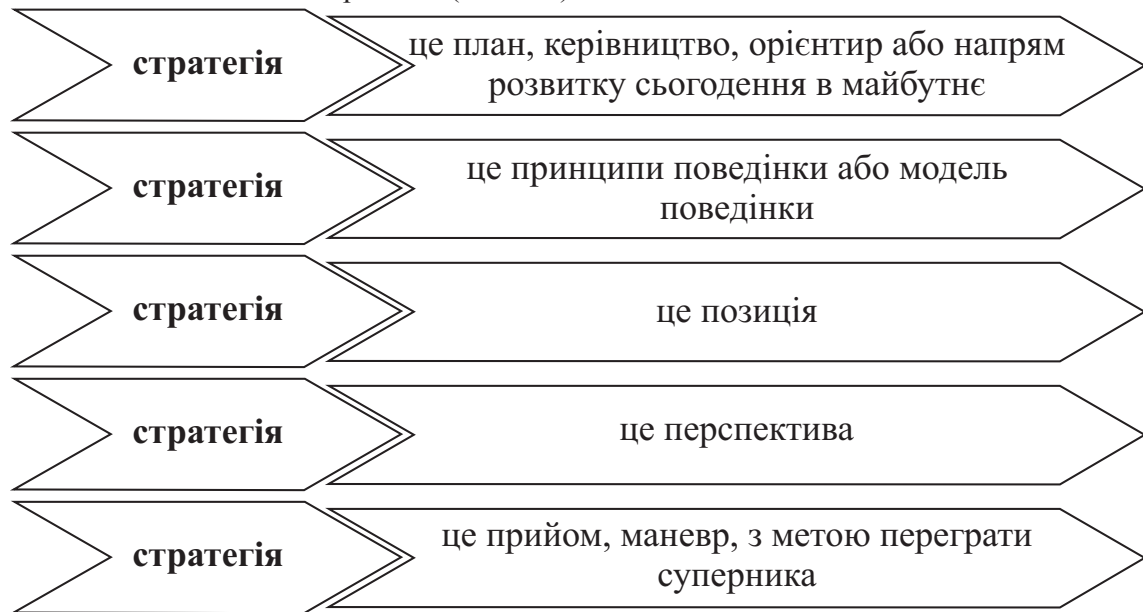 стратегія
це план, керівництво, орієнтир або напрям
розвитку сьогодення в майбутнє
стратегія
це принципи поведінки або модель
поведінки
стратегія
це позиція
стратегія
це перспектива
стратегія
це прийом, маневр, з метою переграти
суперника